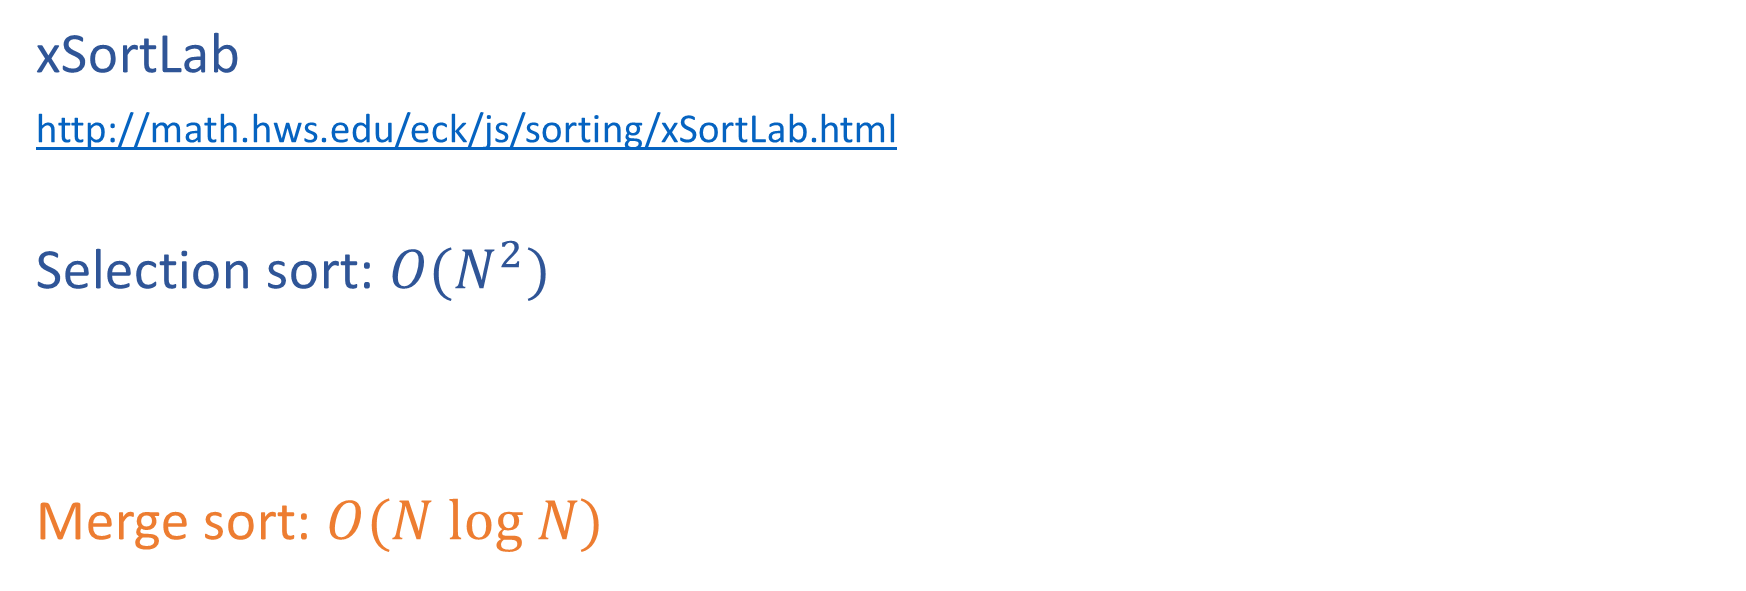 xSortLab
http://math.hws.edu/eck/js/sorting/xSortLab.html
Selection sort: O(N²)
Merge sort: O(N log N)